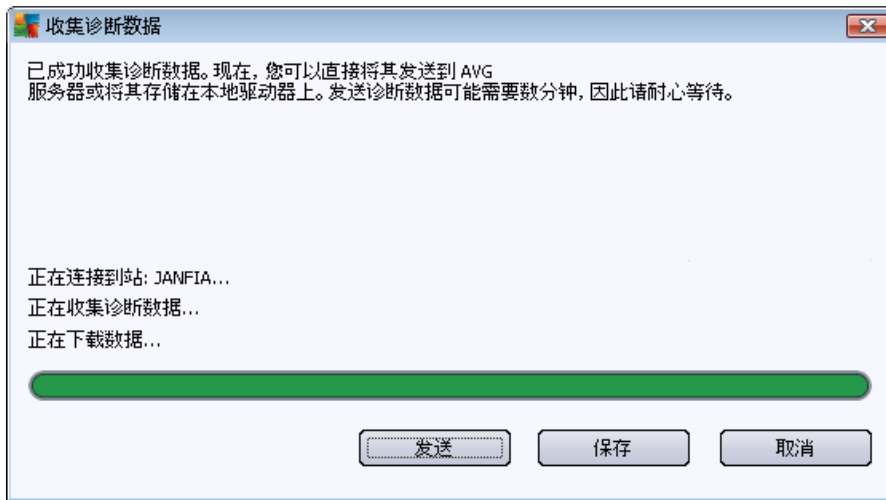 收集诊断数据
已成功收集诊断数据。现在，您可以直接将其发送到 AVG
服务器或将其存储在本地驱动器上。发送诊断数据可能需要数分钟，因此请耐心等待。
正在连接到站: JANFIA...
正在收集诊断数据...
正在下载数据...
发送
保存
取消